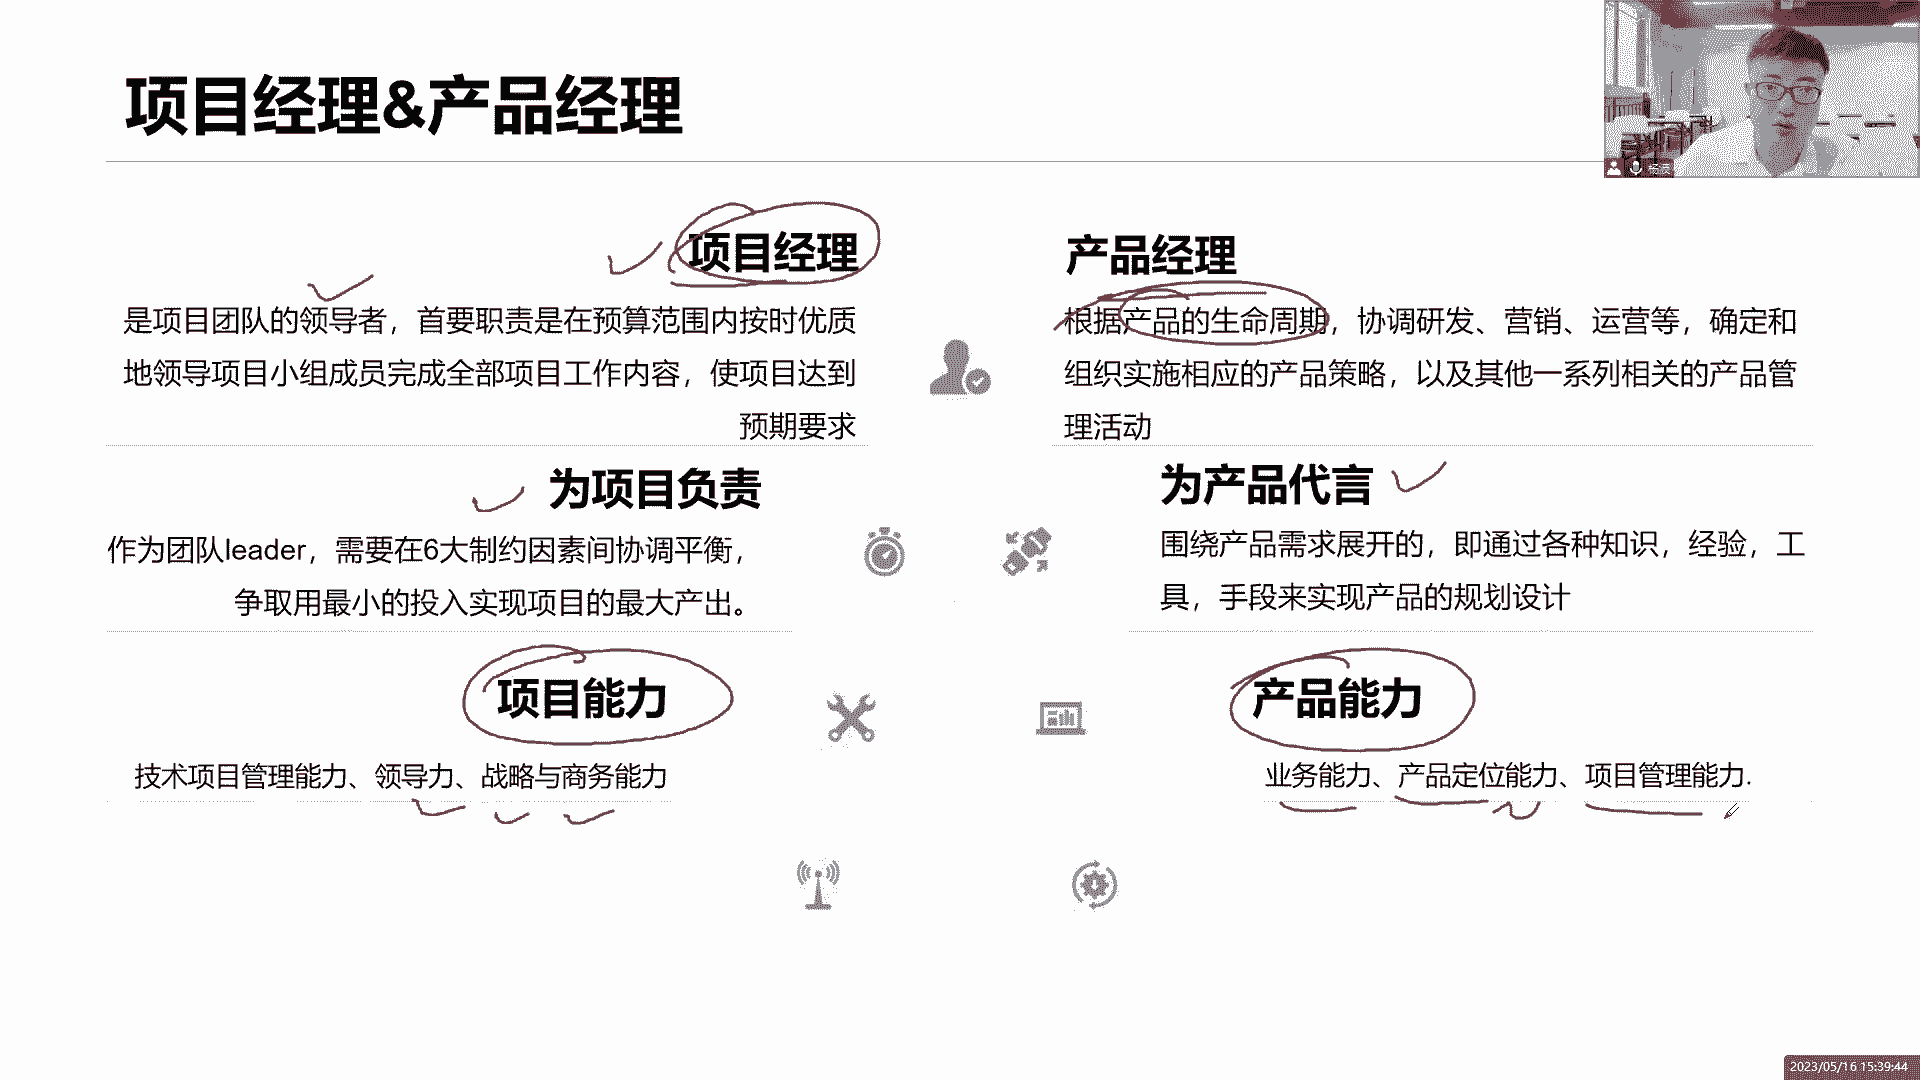 项目经理&产品经理
项目经理
是项目团队的领导者，首要职责是在预算范围内按时优质
地领导项目小组成员完成全部项目工作内容，使项目达到
预期要求
产品经理
根据产品的生命周期，协调研发、营销、运营等，确定和
组织实施相应的产品策略，以及其他一系列相关的产品管
理活动
为项目负责
作为团队leader，需要在6大制约因素间协调平衡，
争取用最小的投入实现项目的最大产出。
为产品代言
围绕产品需求展开的，即通过各种知识，经验，工
具，手段来实现产品的规划设计
项目能力
技术项目管理能力、领导力、战略与商务能力
产品能力
业务能力、产品定位能力、项目管理能力.
2023/05/16 15:39:44